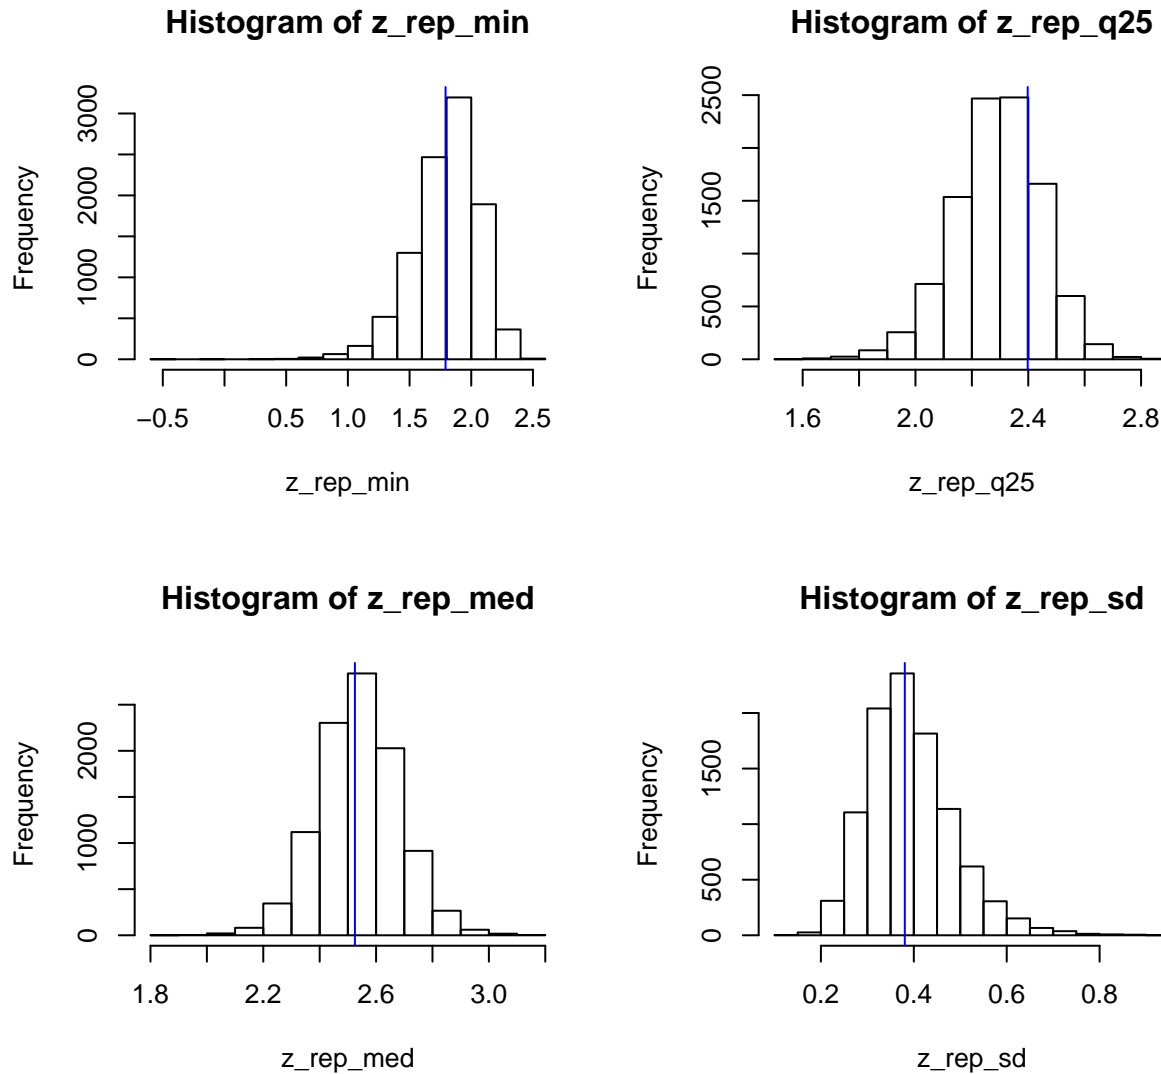 Histogram of z_rep_min
Frequency
3000
2000
1000
0
−0.5
0.5
1.0
1.5
2.0
2.5
z_rep_min
Histogram of z_rep_q25
Frequency
2500
1500
500
0
1.6
2.0
2.4
2.8
z_rep_q25
Histogram of z_rep_med
Frequency
2000
1000
0
1.8
2.2
2.6
3.0
z_rep_med
Histogram of z_rep_sd
Frequency
1500
500
0
0.2
0.4
0.6
0.8
z_rep_sd